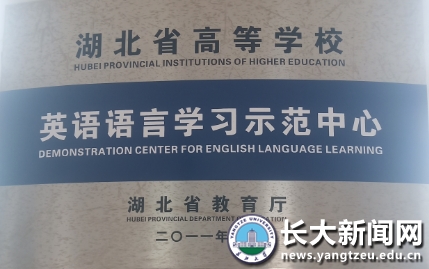 湖北省高等学校
HUBEI PROVINCIAL INSTITUTIONS OF HIGHER EDUCATION
英语语言学习示范中心
DEMONSTRATION CENTER FOR ENGLISH LANGUAGE LEARNING
湖北省教育厅
HUBEI PROVINCIAL DEPARTMENT
二〇一一年
长大新闻网
news.yangtzeu.edu.cn